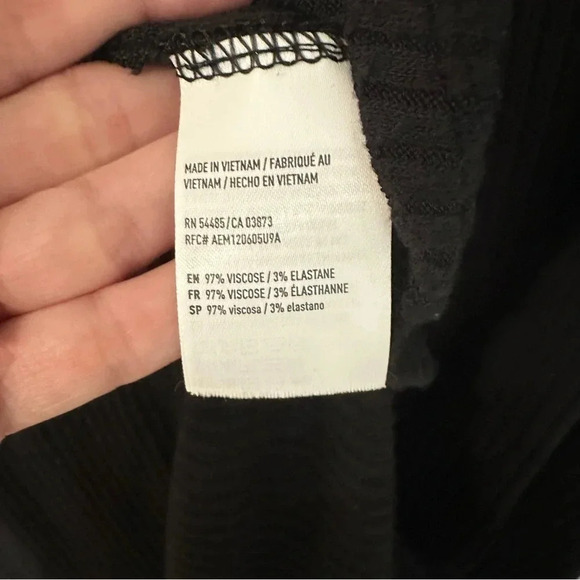 MADE IN VIETNAM / FABRIQUÉ AU
VIETNAM / HECHO EN VIETNAM
RN 54485/CA 03873
RFC# AEM120605U9A
EN 97% VISCOSE / 3% ELASTANE
FR 97% VISCOSE / 3% ÉLASTHANNE
SP 97% viscosa / 3% elastano